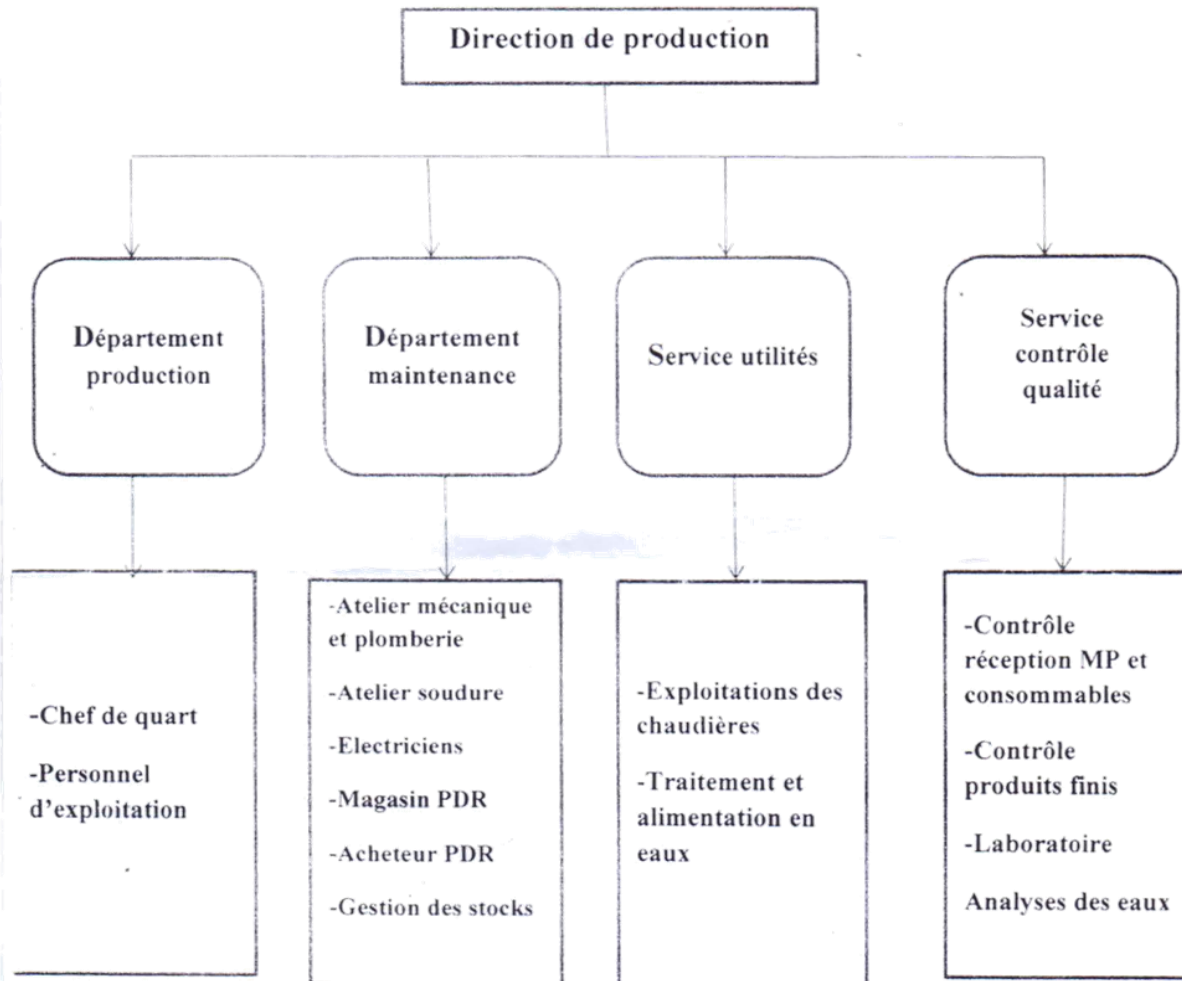 Direction de production
Département
production
Département
maintenance
Service utilités
Service
contrôle
qualité
-Chef de quart
-Personnel
d'exploitation
-Atelier mécanique
et plomberie
-Atelier soudure
-Electriciens
-Magasin PDR
-Acheteur PDR
-Gestion des stocks
-Exploitations des
chaudières
-Traitement et
alimentation en
eaux
-Contrôle
réception MP et
consommables
-Contrôle
produits finis
-Laboratoire
Analyses des eaux